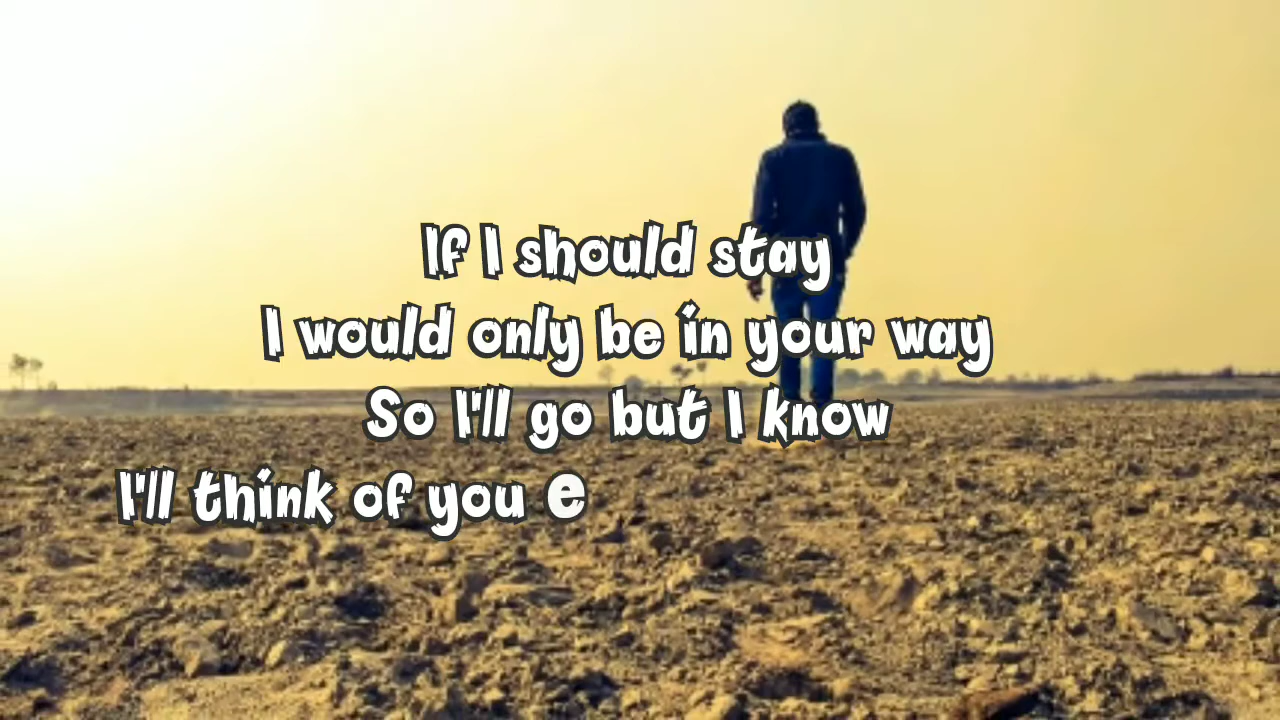 If I should stay
I would only be in your way
So I'll go but I know
I'll think of you e